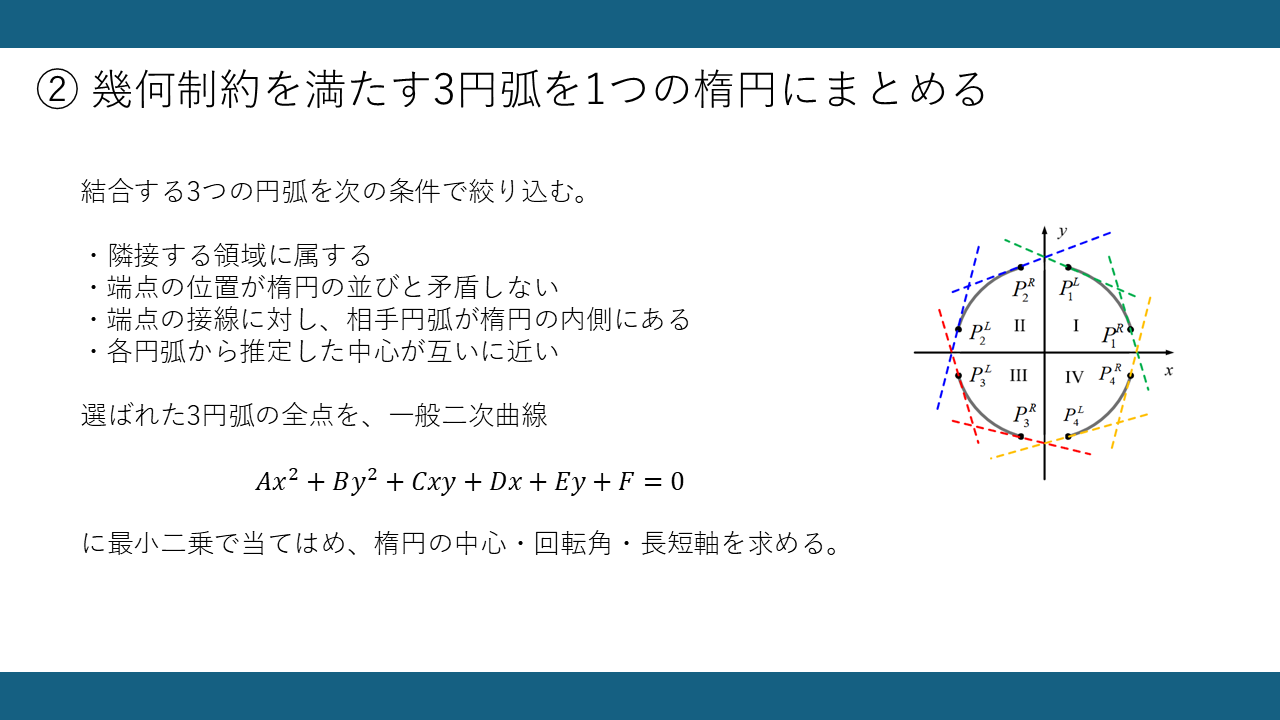 ② 幾何制約を満たす3円弧を1つの楕円にまとめる
結合する3つの円弧を次の条件で絞り込む。
・隣接する領域に属する
・端点の位置が楕円の並びと矛盾しない
・端点の接線に対し、相手円弧が楕円の内側にある
・各円弧から推定した中心が互いに近い
選ばれた3円弧の全点を、一般二次曲線
Ax² + By² + Cxy + Dx + Ey + F = 0
に最小二乗で当てはめ、楕円の中心・回転角・長短軸を求める。
y
P₂ᴿ P₁ᴸ
P₂ᴸ II I P₁ᴿ
x
P₃ᴸ III IV P₄ᴿ
P₃ᴿ P₄ᴸ